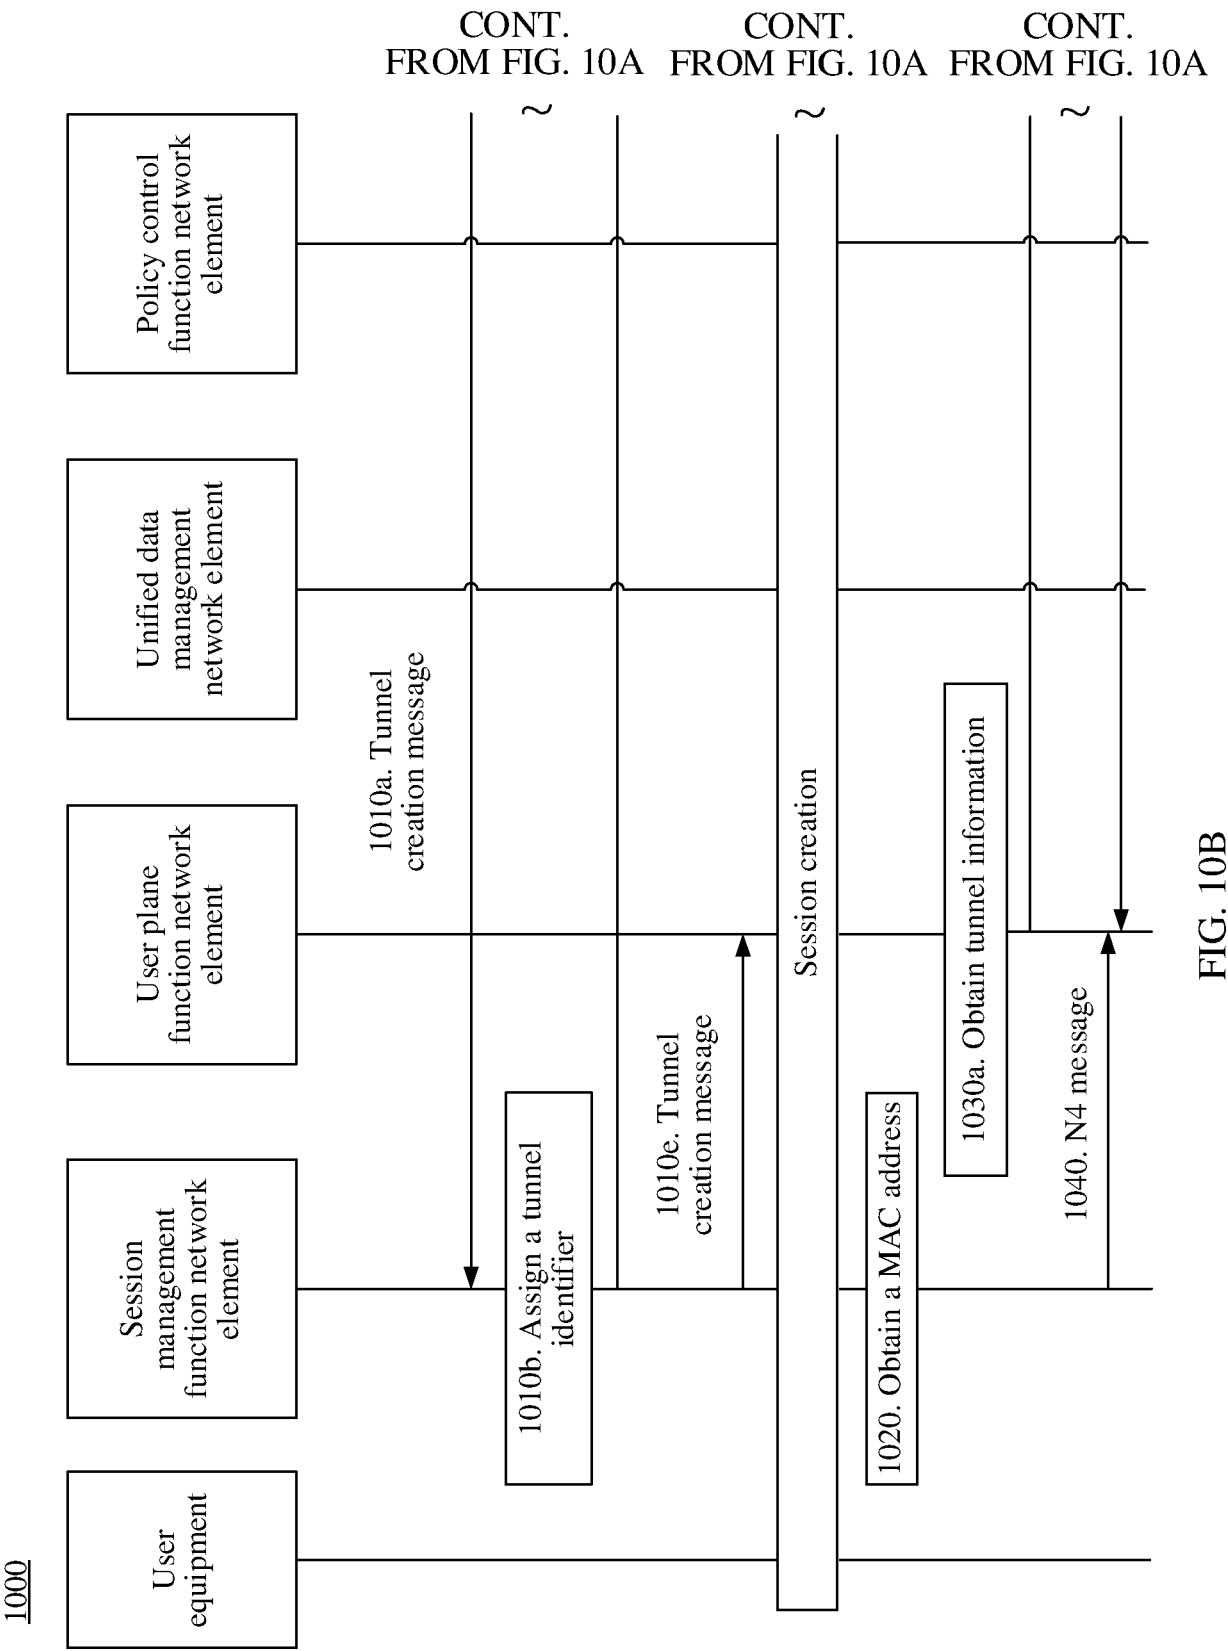 1000
User
equipment
Session
management
function network
element
User plane
function network
element
Unified data
management
network element
Policy control
function network
element
CONT.
FROM FIG. 10A
1010a. Tunnel
creation message
1010b. Assign a tunnel
identifier
1010e. Tunnel
creation message
CONT.
FROM FIG. 10A
Session creation
1020. Obtain a MAC address
1030a. Obtain tunnel information
CONT.
FROM FIG. 10A
1040. N4 message
FIG. 10B